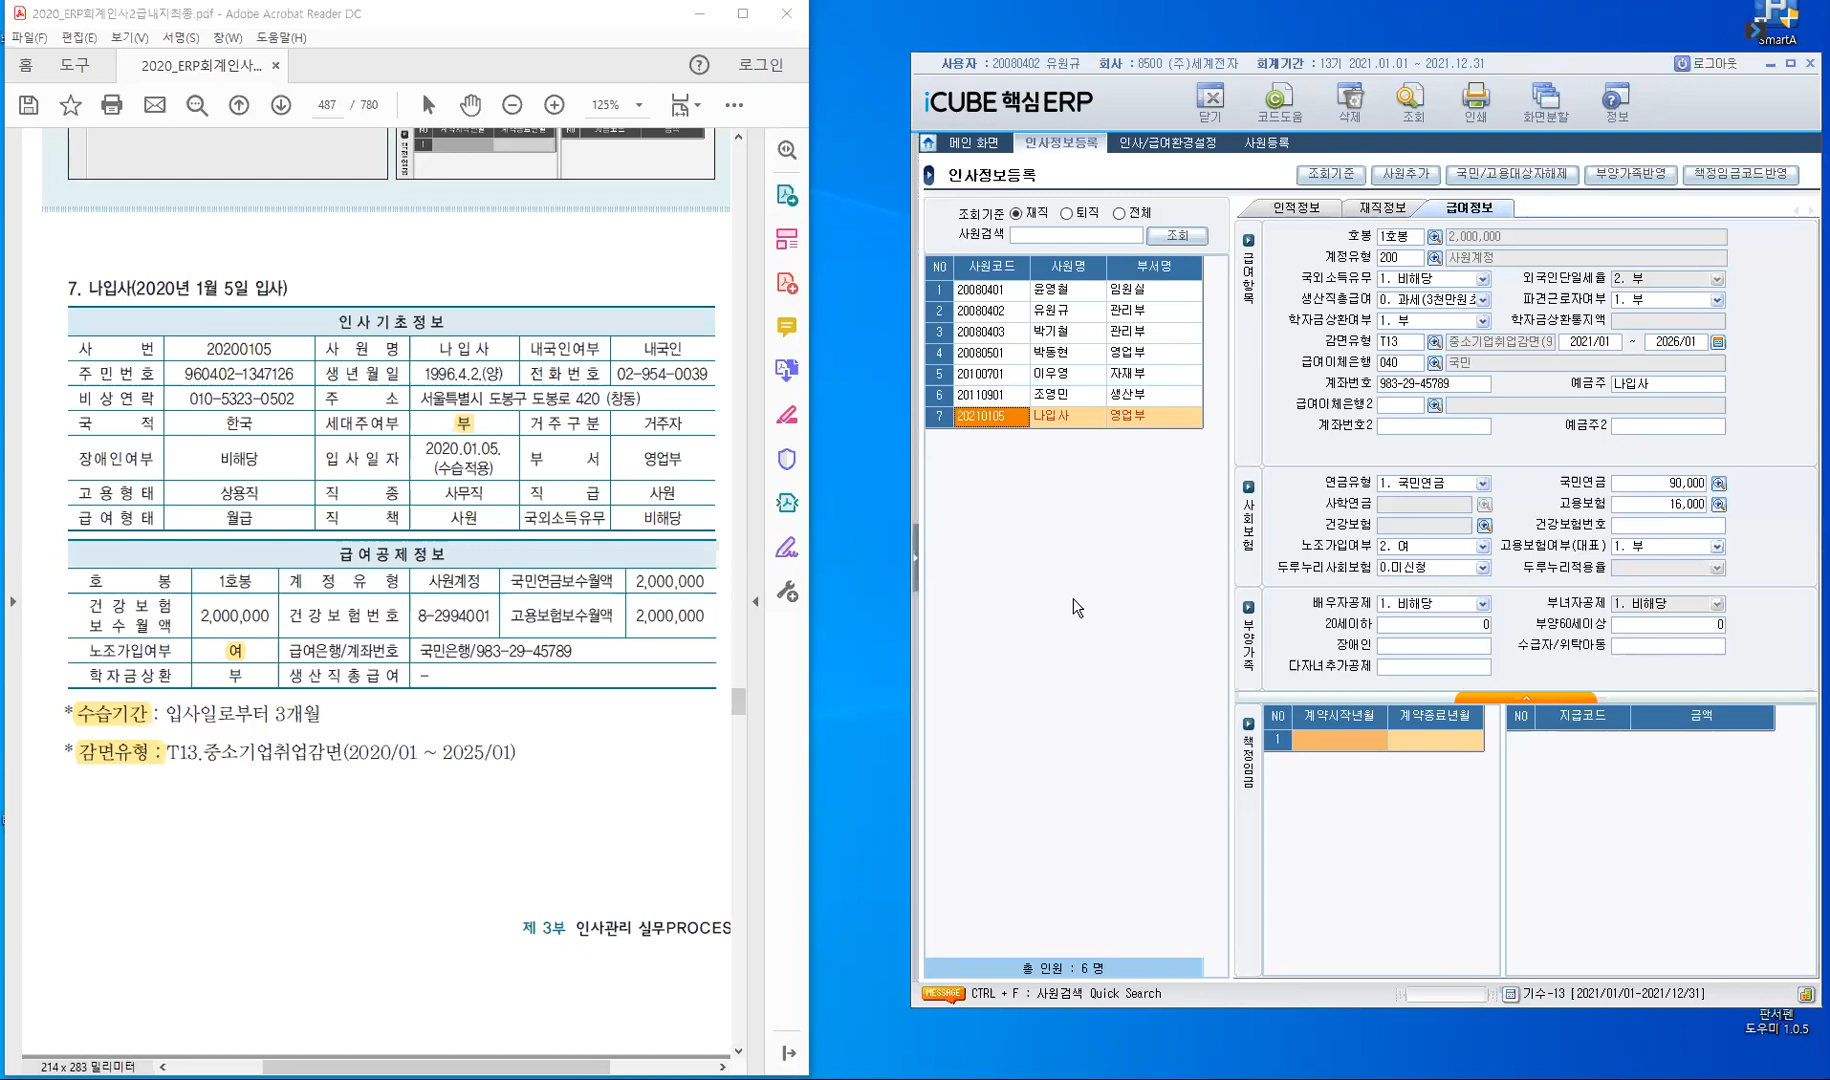 2020_ERP회계인사2급내지최종.pdf - Adobe Acrobat Reader DC
파일(F) 편집(E) 보기(V) 서명(S) 창(W) 도움말(H)
홈 도구 2020_ERP회계인사... × 로그인
487 / 780 125%
7. 나입사(2020년 1월 5일 입사)
인 사 기 초 정 보
사 번 20200105 사 원 명 나 입 사 내국인여부 내국인
주 민 번 호 960402-1347126 생 년 월 일 1996.4.2.(양) 전 화 번 호 02-954-0039
비 상 연 락 010-5323-0502 주 소 서울특별시 도봉구 도봉로 420 (창동)
국 적 한국 세대주여부 부 거 주 구 분 거주자
장애인여부 비해당 입 사 일 자 2020.01.05. (수습적용) 부 서 영업부
고 용 형 태 상용직 직 종 사무직 직 급 사원
급 여 형 태 월급 직 책 사원 국외소득유무 비해당
급 여 공 제 정 보
호 봉 1호봉 계 정 유 형 사원계정 국민연금보수월액 2,000,000
건 강 보 험 보 수 월 액 2,000,000 건 강 보 험 번 호 8-2994001 고용보험보수월액 2,000,000
노조가입여부 여 급여은행/계좌번호 국민은행/983-29-45789
학 자 금 상 환 부 생 산 직 총 급 여 –
* 수습기간 : 입사일로부터 3개월
* 감면유형 : T13.중소기업취업감면(2020/01 ~ 2025/01)
제 3부 인사관리 실무PROCES
214 x 283 밀리미터
SmartA
사용자 : 20080402 유원규 회사 : 8500 (주)세계전자 회계기간 : 13기 2021.01.01 ~ 2021.12.31 로그아웃
iCUBE 핵심ERP
닫기 코드도움 삭제 조회 인쇄 화면분할 정보
메인 화면 인사정보등록 인사/급여환경설정 사원등록
인사정보등록
조회기준 사원추가 국민/고용대상자해제 부양가족반영 책정임금코드반영
조회기준 재직 퇴직 전체
사원검색 조회
NO 사원코드 사원명 부서명
1 20080401 윤영철 임원실
2 20080402 유원규 관리부
3 20080403 박기철 관리부
4 20080501 박동현 영업부
5 20100701 이우영 자재부
6 20110901 조영민 생산부
7 20210105 나입사 영업부
총 인원 : 6 명
인적정보 재직정보 급여정보
급여항목
호봉 1호봉 2,000,000
계정유형 200 사원계정
국외소득유무 1. 비해당 외국인단일세율 2. 부
생산직총급여 0. 과세(3천만원초 파견근로자여부 1. 부
학자금상환여부 1. 부 학자금상환통지액
감면유형 T13 중소기업취업감면(9 2021/01 ~ 2026/01
급여이체은행 040 국민
계좌번호 983-29-45789 예금주 나입사
급여이체은행2
계좌번호2 예금주2
사회보험
연금유형 1. 국민연금 국민연금 90,000
사학연금 고용보험 16,000
건강보험 건강보험번호
노조가입여부 2. 여 고용보험여부(대표) 1. 부
두루누리사회보험 0.미신청 두루누리적용율
부양가족
배우자공제 1. 비해당 부녀자공제 1. 비해당
20세이하 0 부양60세이상 0
장애인 수급자/위탁아동
다자녀추가공제
책정임금
NO 계약시작년월 계약종료년월 NO 지급코드 금액
1
MESSAGE CTRL + F : 사원검색 Quick Search 기수-13 [2021/01/01-2021/12/31]
판서펜
도우미 1.0.5